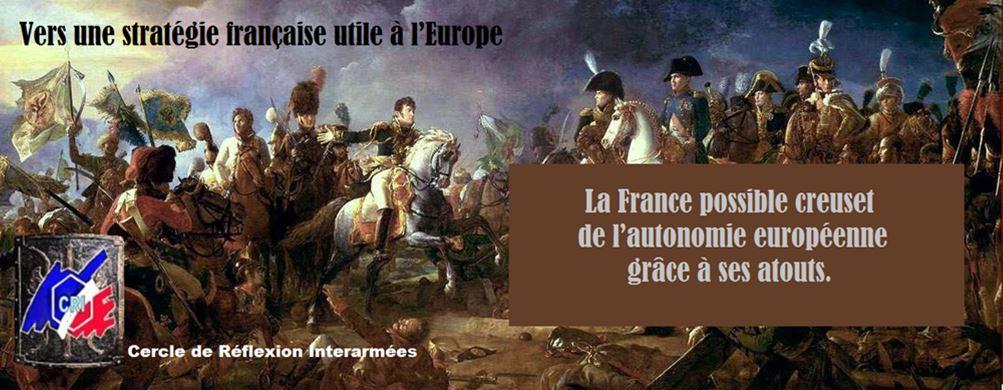 Vers une stratégie française utile à l'Europe
La France possible creuset
de l'autonomie européenne
grâce à ses atouts.
CRI
Cercle de Réflexion Interarmées